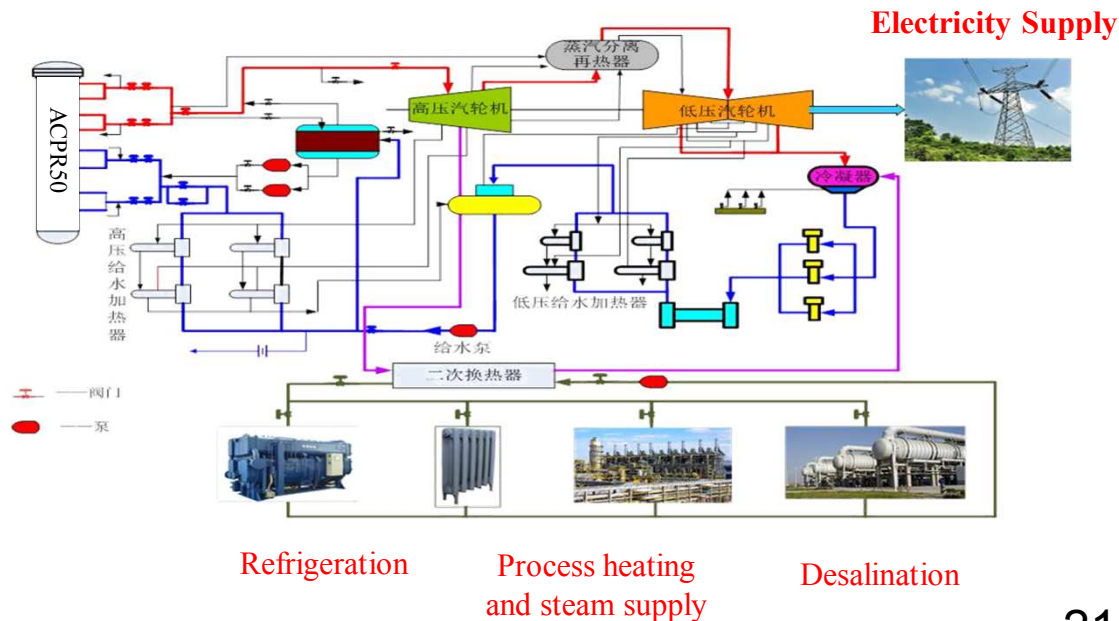 Electricity Supply
ACPR50
蒸汽分离
再热器
高压汽轮机
低压汽轮机
冷凝器
高压给水加热器
低压给水加热器
给水泵
二次换热器
——阀门
——泵
Refrigeration
Process heating
and steam supply
Desalination